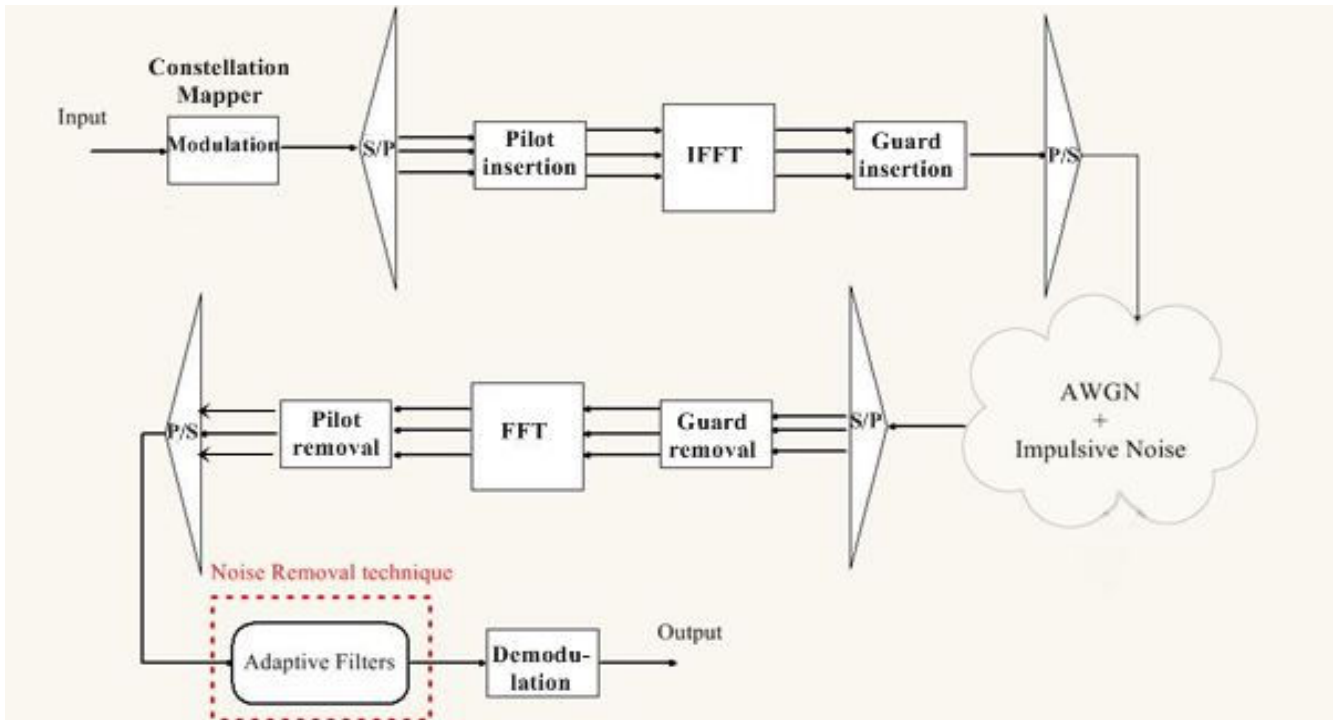 Constellation
Mapper
Input
Modulation
S/P
Pilot
insertion
IFFT
Guard
insertion
P/S
AWGN
+
Impulsive Noise
S/P
Guard
removal
FFT
Pilot
removal
P/S
Noise Removal technique
Adaptive Filters
Demodu-
lation
Output